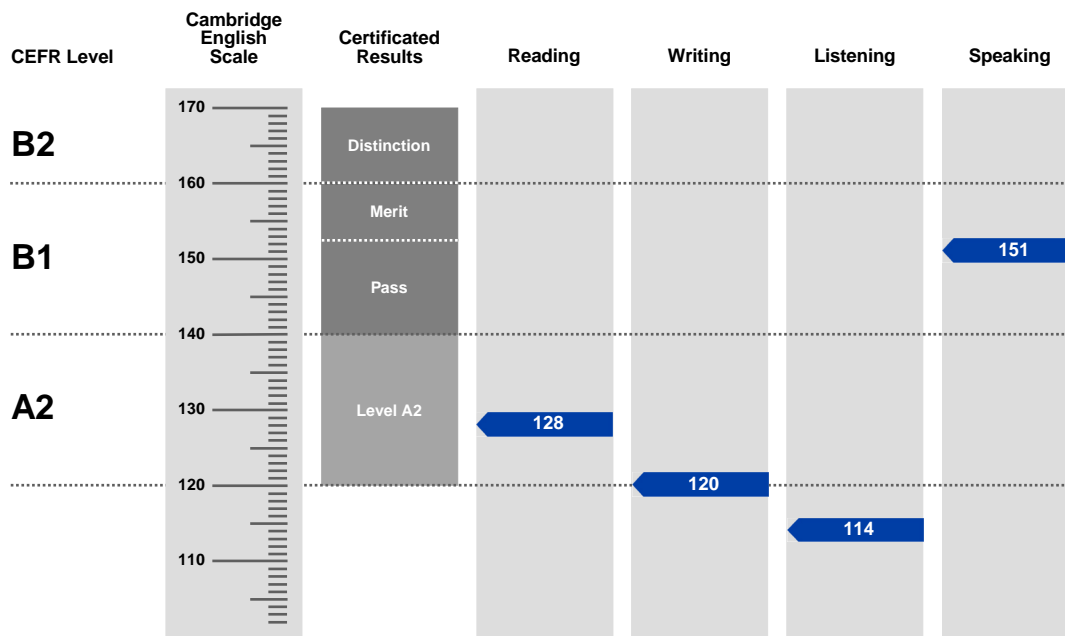 CEFR Level
Cambridge
English
Scale
Certificated
Results
Reading
Writing
Listening
Speaking
170
B2
Distinction
160
Merit
B1
150
151
Pass
140
A2
130
Level A2
128
120
120
114
110